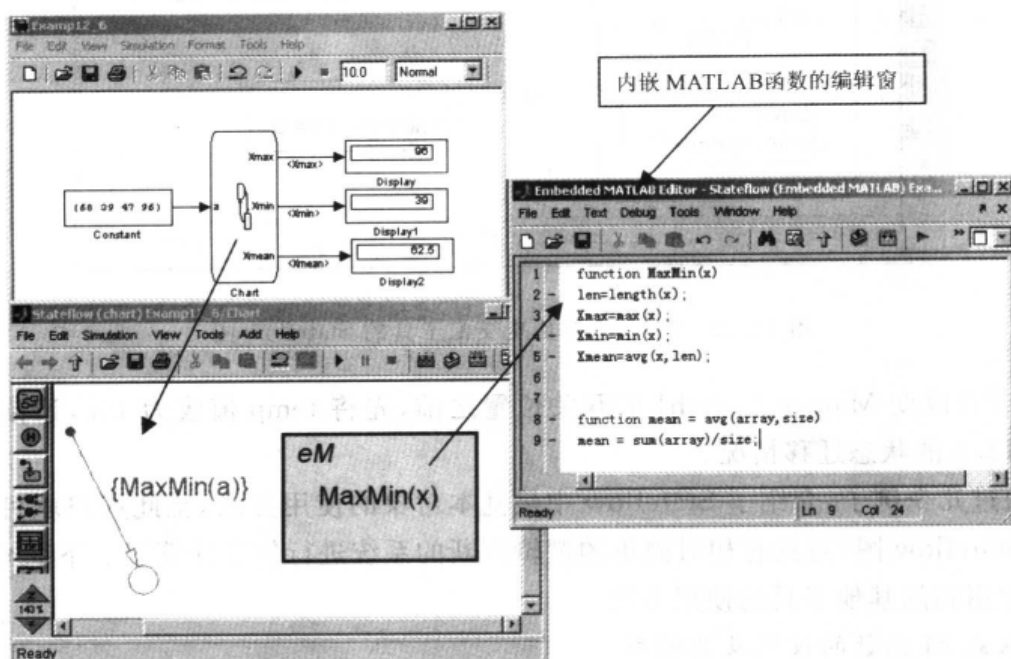 Examp12_6
File Edit View Simulation Format Tools Help
10.0 Normal
[68 39 47 96]
Constant
a
Xmax
Xmin
Xmean
Chart
<Xmax>
<Xmin>
<Xmean>
96
Display
39
Display1
62.5
Display2
内嵌 MATLAB函数的编辑窗
Embedded MATLAB Editor - Stateflow (Embedded MATLAB) Exa...
File Edit Text Debug Tools Window Help
1 function MaxMin(x)
2 - len=length(x);
3 - Xmax=max(x);
4 - Xmin=min(x);
5 - Xmean=avg(x,len);
6
7
8 function mean = avg(array,size)
9 - mean = sum(array)/size;
Ready Ln 9 Col 24
Stateflow (chart) Examp12_6/Chart
File Edit Simulation View Tools Add Help
{MaxMin(a)}
eM
MaxMin(x)
143%
Ready